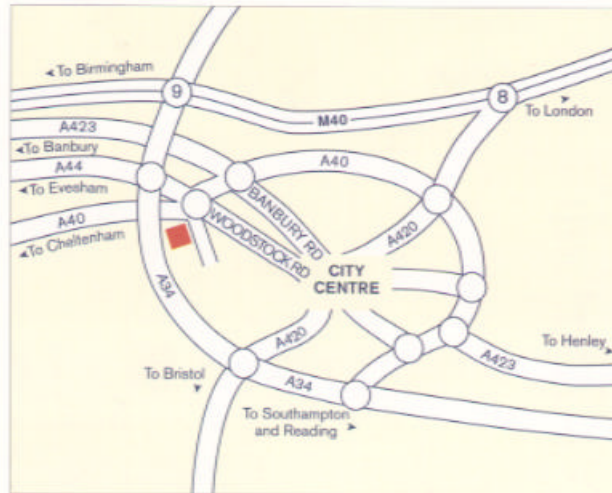 To Birmingham
9
8
M40
To London
A423
To Banbury
A44
To Evesham
A40
To Cheltenham
A40
BANBURY RD
WOODSTOCK RD
A420
CITY
CENTRE
A34
A420
To Henley
A423
To Bristol
A34
To Southampton
and Reading